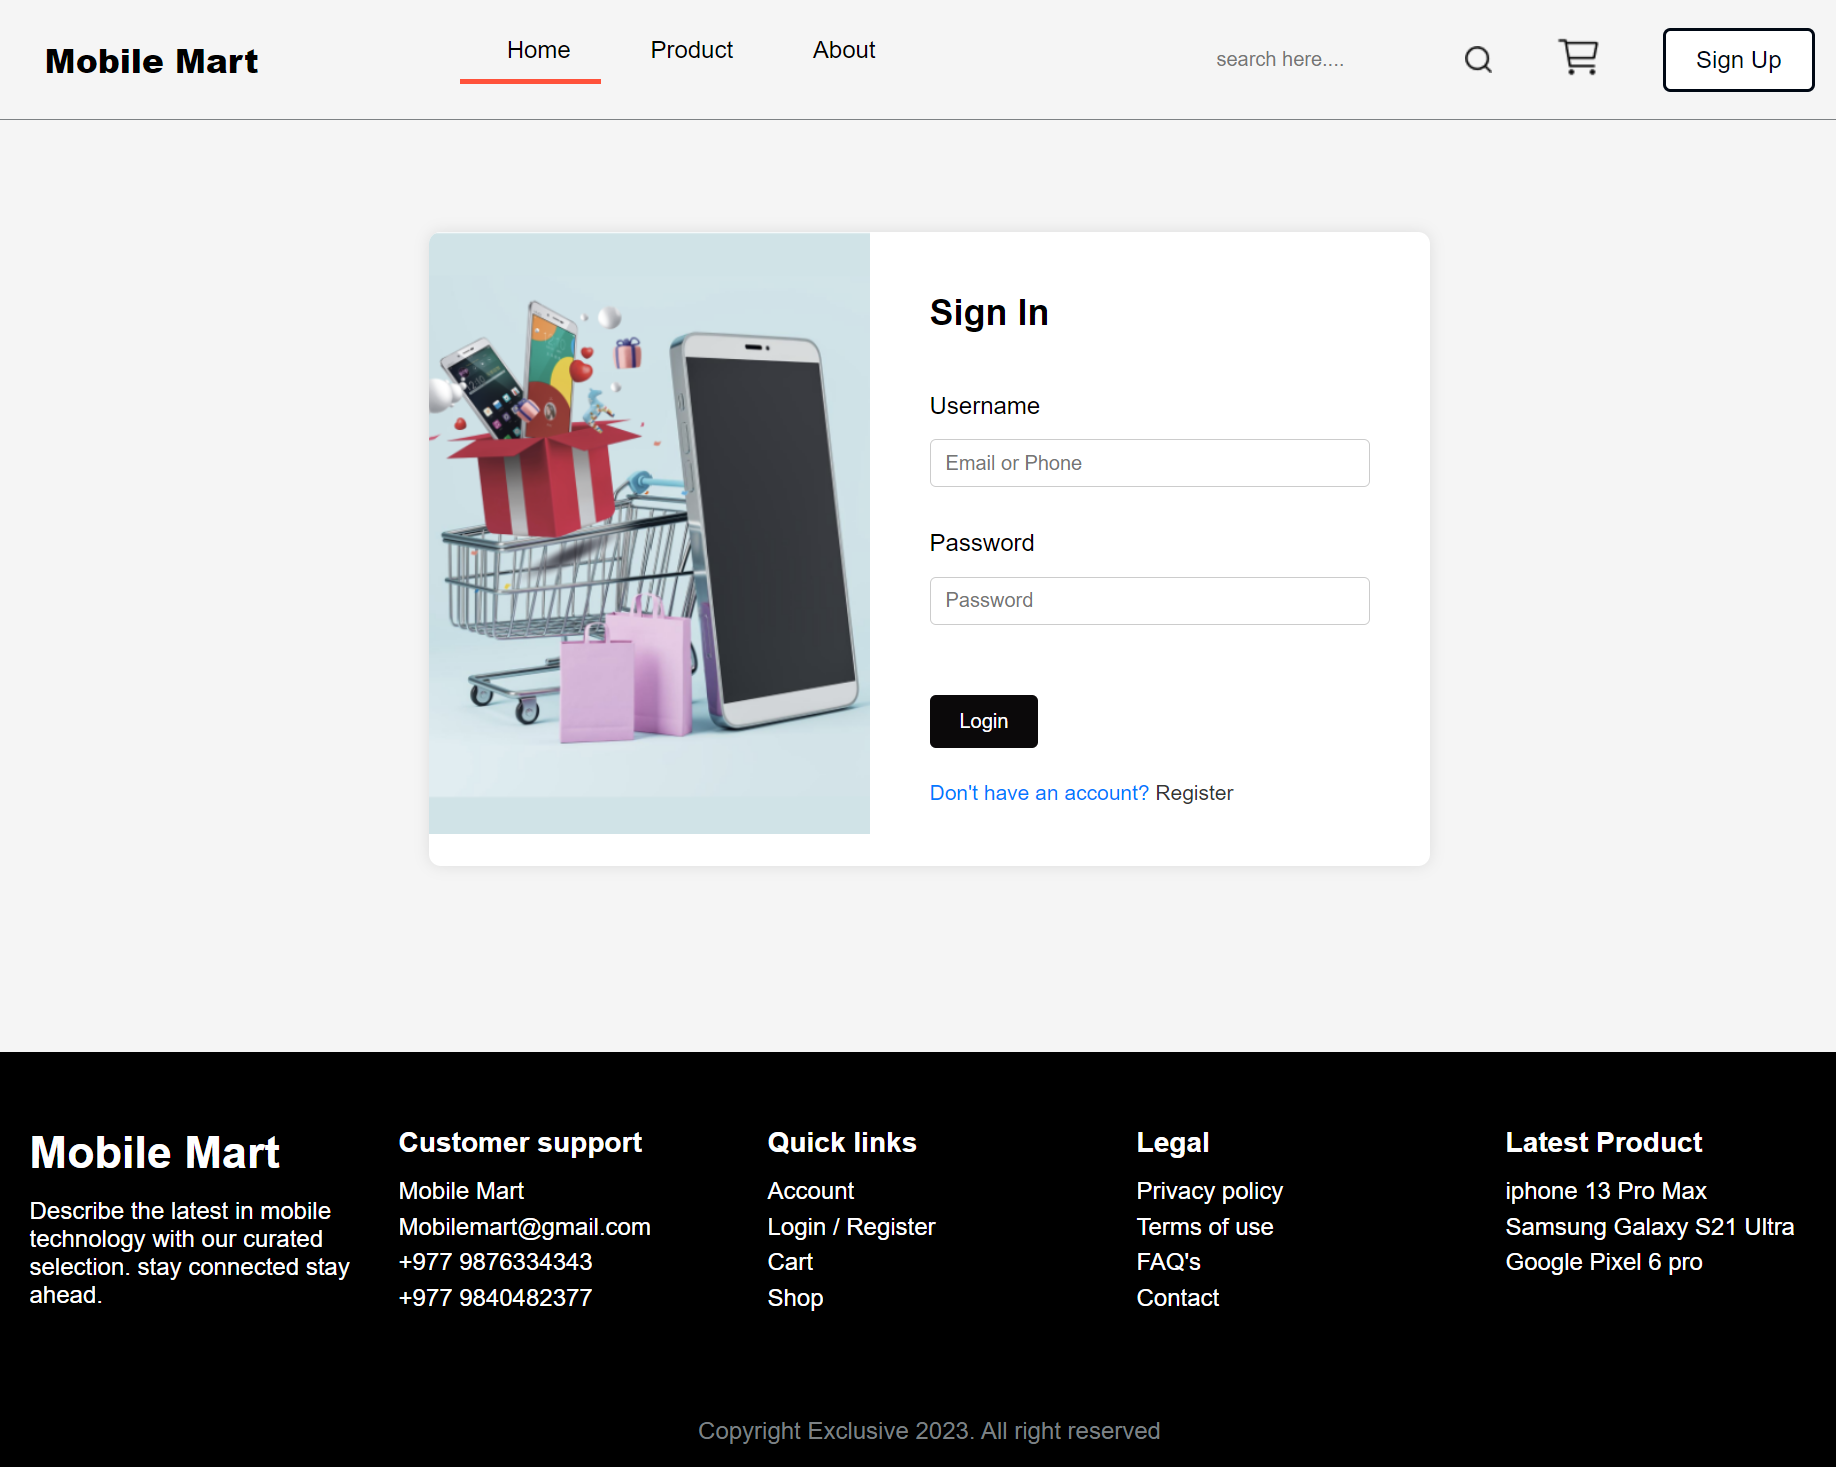 Mobile Mart
Home
Product
About
search here....
Sign Up
Sign In
Username
Email or Phone
Password
Password
Login
Don't have an account? Register
Mobile Mart
Describe the latest in mobile
technology with our curated
selection. stay connected stay
ahead.
Customer support
Mobile Mart
Mobilemart@gmail.com
+977 9876334343
+977 9840482377
Quick links
Account
Login / Register
Cart
Shop
Legal
Privacy policy
Terms of use
FAQ's
Contact
Latest Product
iphone 13 Pro Max
Samsung Galaxy S21 Ultra
Google Pixel 6 pro
Copyright Exclusive 2023. All right reserved